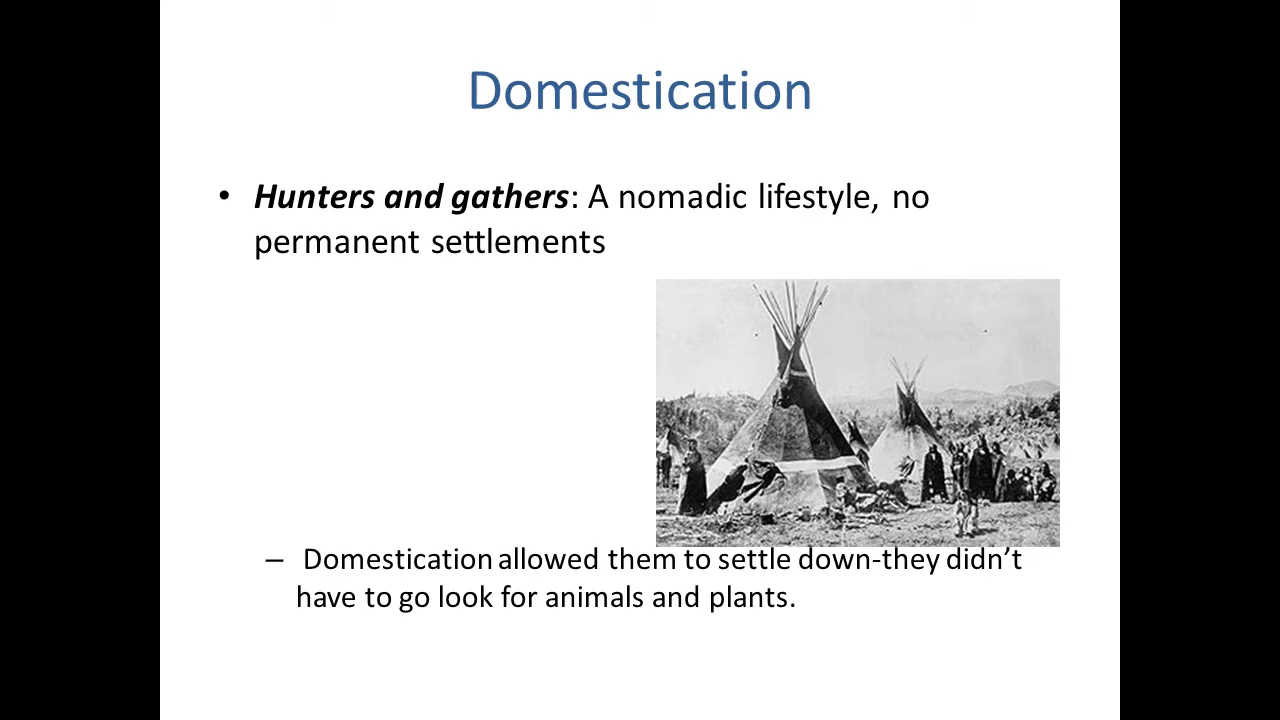 Domestication
• Hunters and gathers: A nomadic lifestyle, no
permanent settlements
– Domestication allowed them to settle down-they didn’t
have to go look for animals and plants.